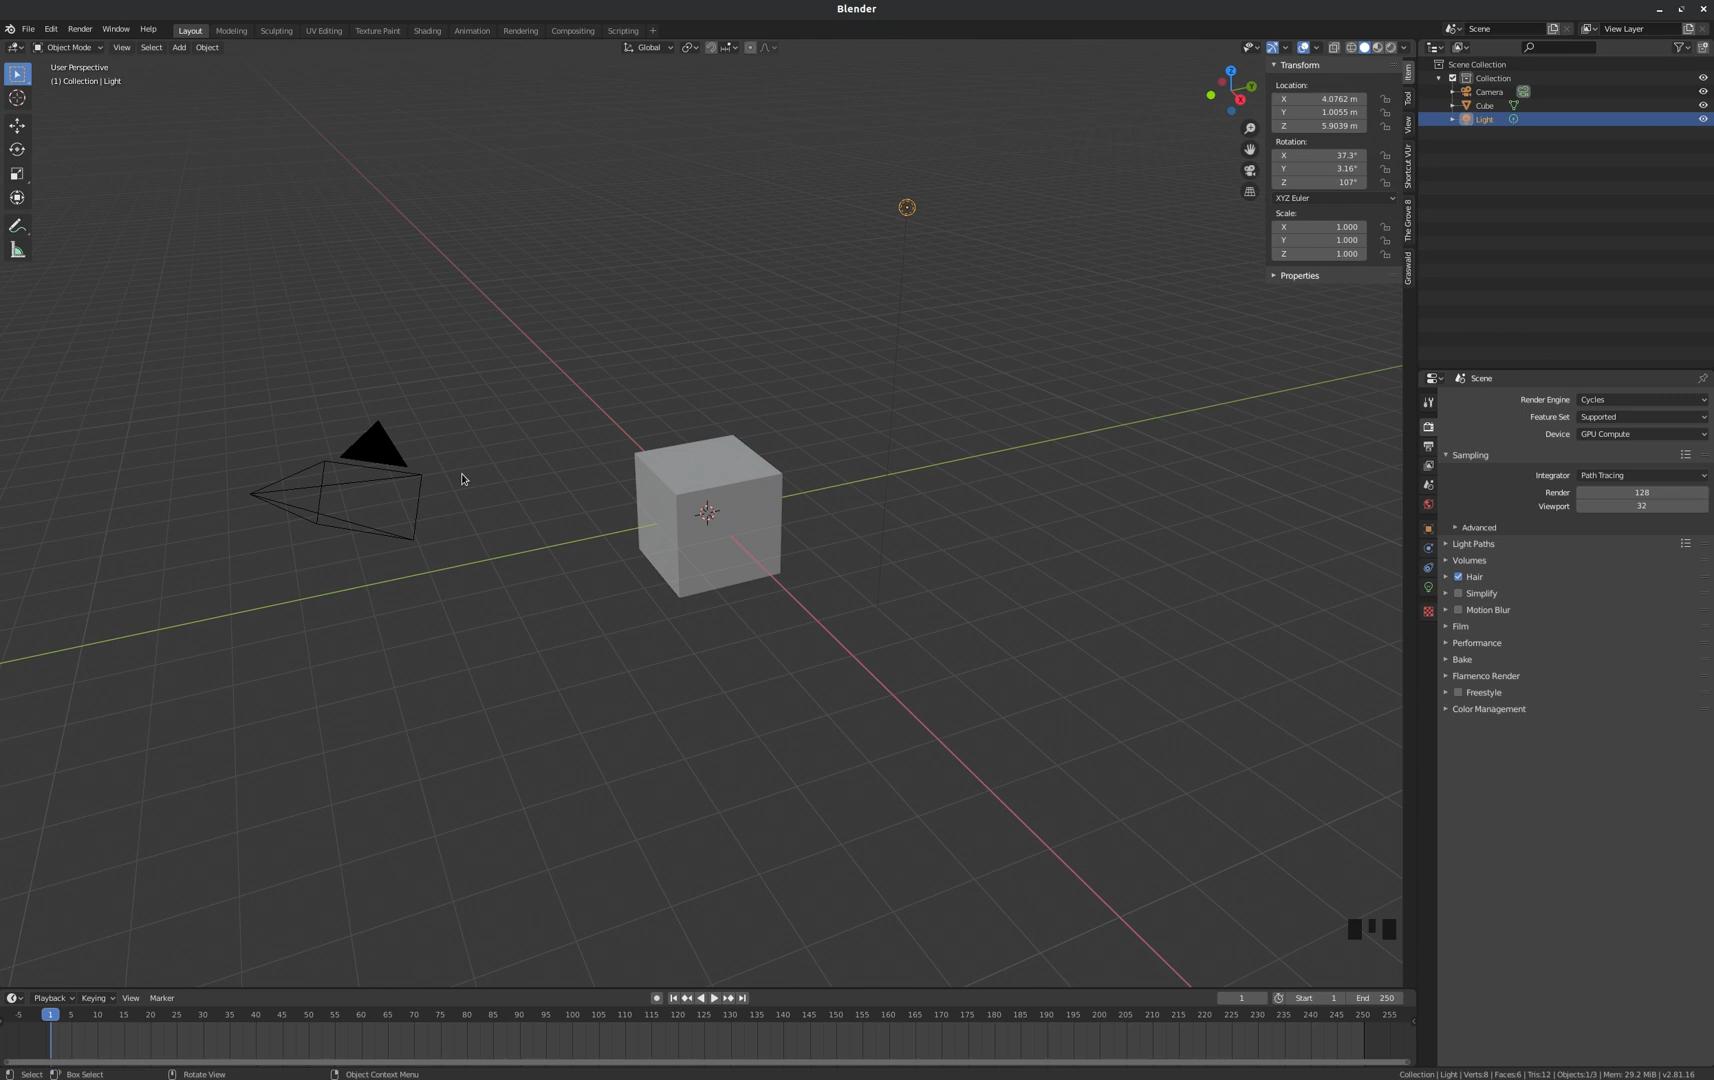 Blender
File Edit Render Window Help Layout Modeling Sculpting UV Editing Texture Paint Shading Animation Rendering Compositing Scripting + Scene View Layer
Object Mode View Select Add Object Global
User Perspective
(1) Collection | Light
Z
Y
X
Transform
Location:
X 4.0762 m
Y 1.0055 m
Z 5.9039 m
Rotation:
X 37.3°
Y 3.16°
Z 107°
XYZ Euler
Scale:
X 1.000
Y 1.000
Z 1.000
Properties
Item
Tool
View
Shortcut VUr
The Grove 8
Graswald
Scene Collection
Collection
Camera
Cube
Light
Scene
Render Engine Cycles
Feature Set Supported
Device GPU Compute
Sampling
Integrator Path Tracing
Render 128
Viewport 32
Advanced
Light Paths
Volumes
Hair
Simplify
Motion Blur
Film
Performance
Bake
Flamenco Render
Freestyle
Color Management
Playback Keying View Marker 1 Start 1 End 250
-5 1 5 10 15 20 25 30 35 40 45 50 55 60 65 70 75 80 85 90 95 100 105 110 115 120 125 130 135 140 145 150 155 160 165 170 175 180 185 190 195 200 205 210 215 220 225 230 235 240 245 250 255
Select Box Select Rotate View Object Context Menu Collection | Light | Verts:8 | Faces:6 | Tris:12 | Objects:1/3 | Mem: 29.2 MiB | v2.81.16